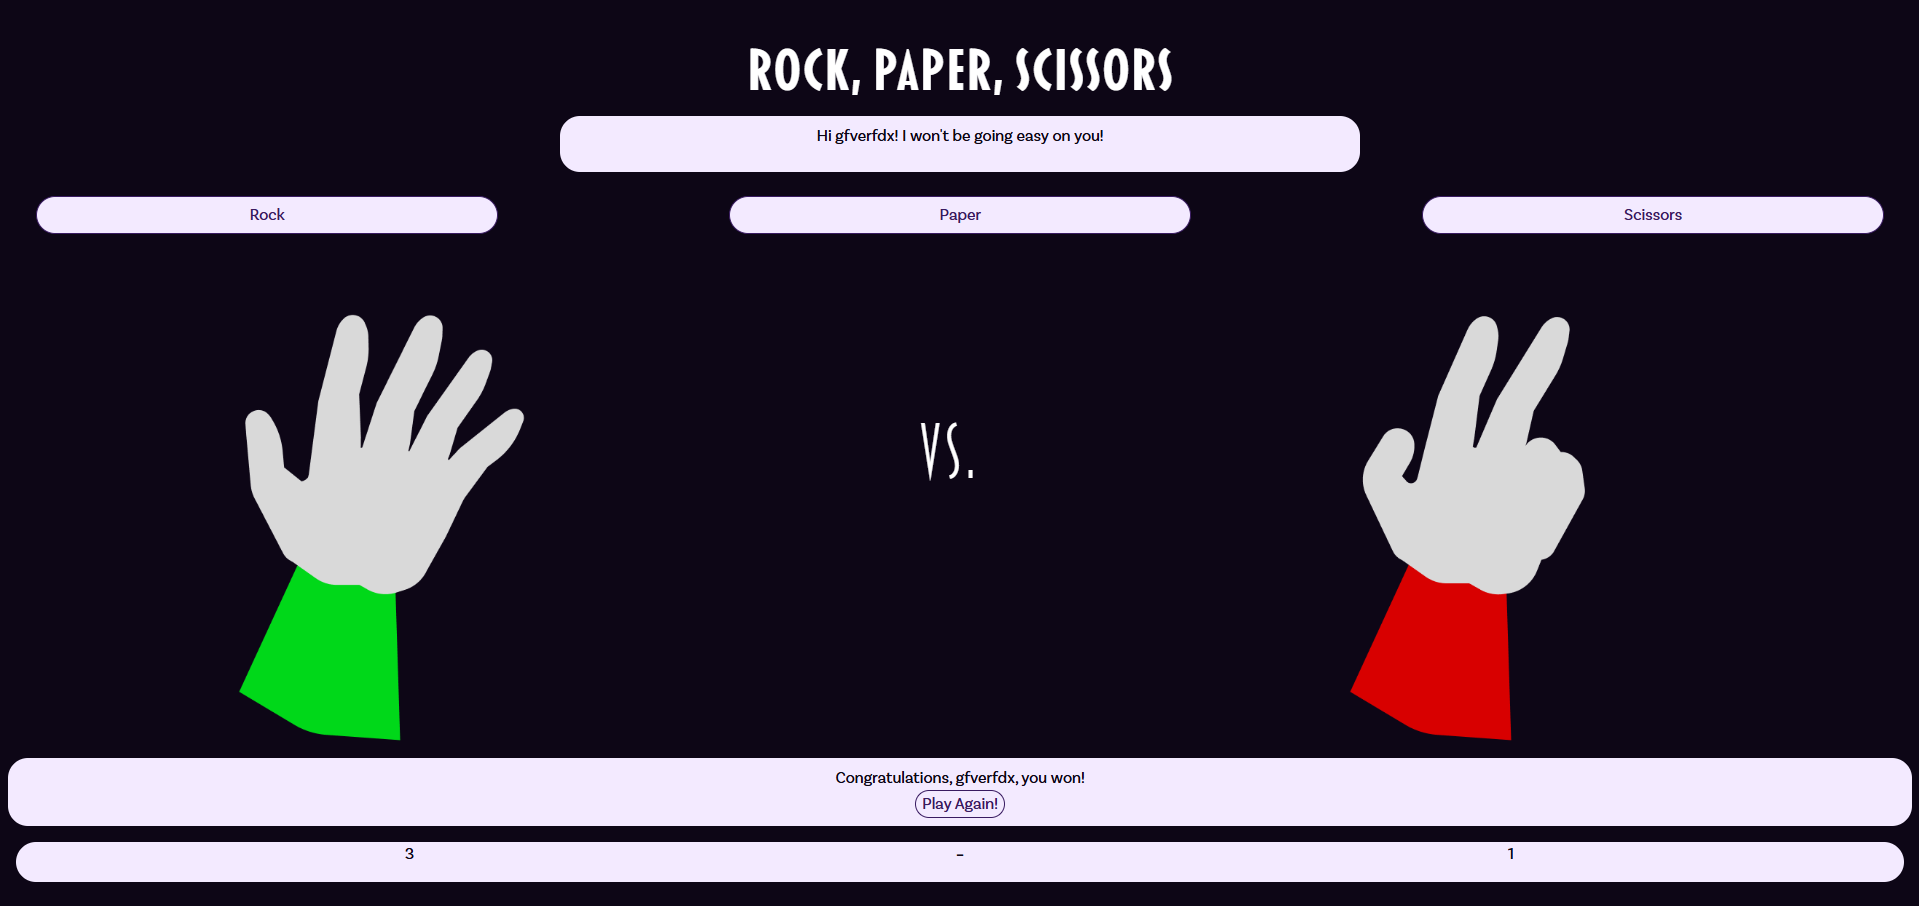 ROCK, PAPER, SCISSORS
Hi gfverfdx! I won't be going easy on you!
Rock
Paper
Scissors
VS.
Congratulations, gfverfdx, you won!
Play Again!
3 - 1